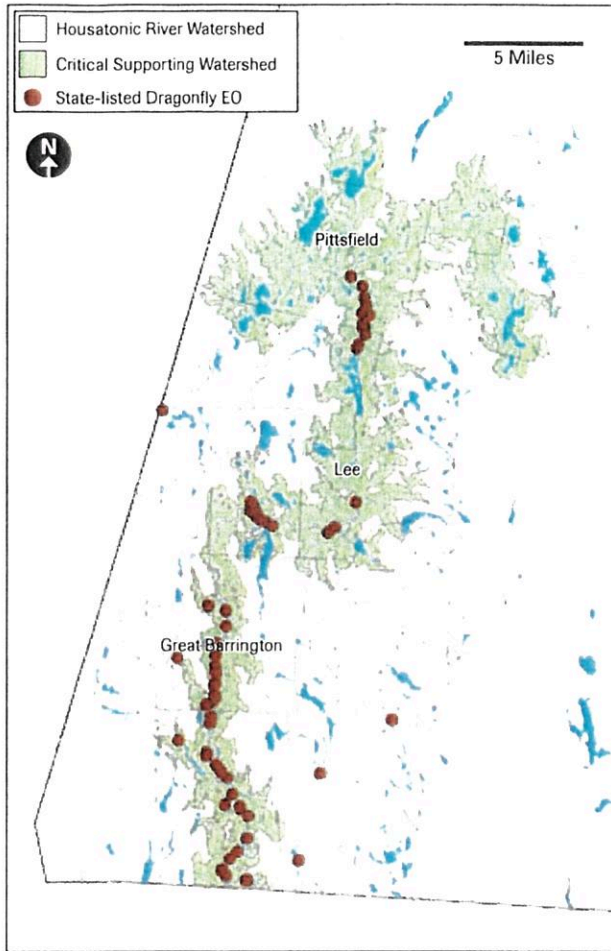 Housatonic River Watershed
Critical Supporting Watershed
State-listed Dragonfly EO
5 Miles
N
Pittsfield
Lee
Great Barrington